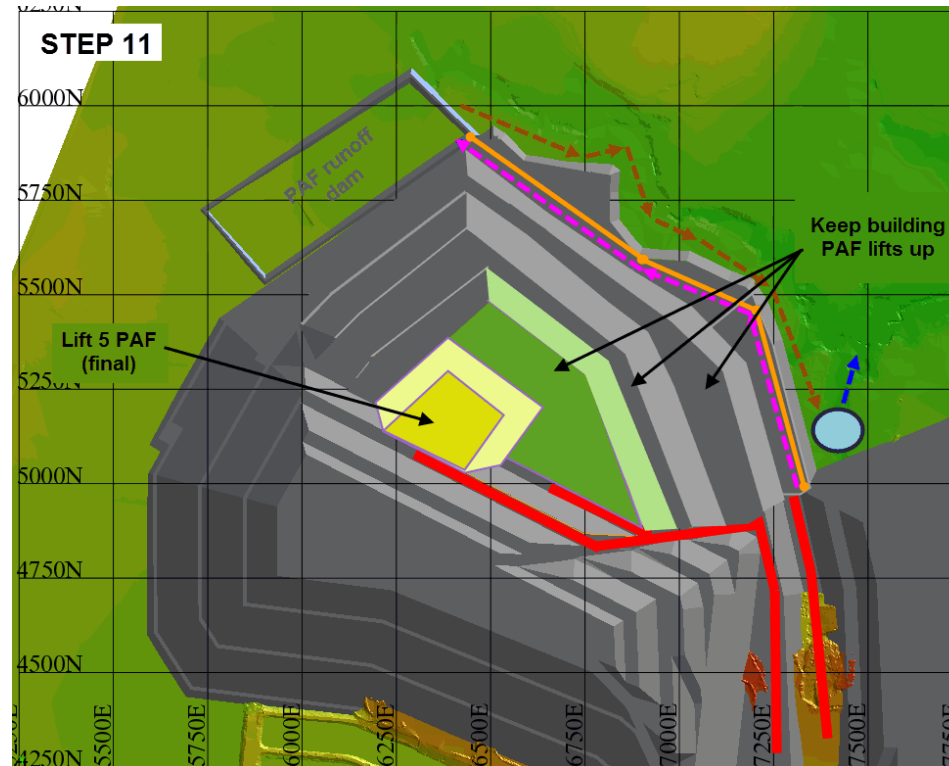 STEP 11
6000N
PAF runoff
dam
5750N
Keep building
PAF lifts up
5500N
Lift 5 PAF
(final)
5250N
5000N
4750N
4500N
4250N
5500E
5750E
6000E
6250E
6500E
6750E
7000E
7250E
7500E